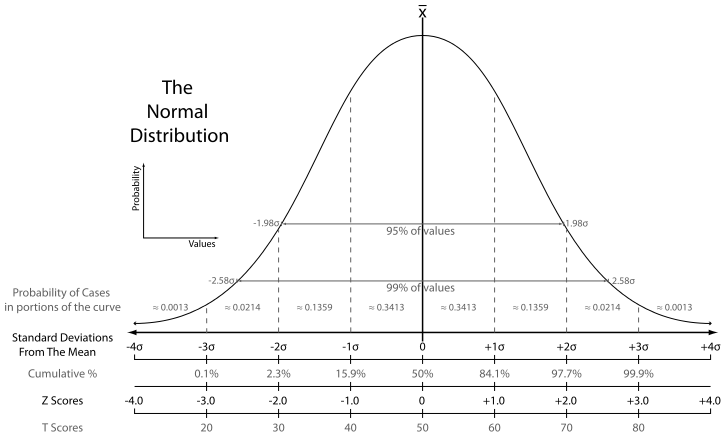 x̅
The
Normal
Distribution
Probability
Values
-1.98σ 95% of values 1.98σ
-2.58σ 99% of values 2.58σ
Probability of Cases
in portions of the curve
≈ 0.0013 ≈ 0.0214 ≈ 0.1359 ≈ 0.3413 ≈ 0.3413 ≈ 0.1359 ≈ 0.0214 ≈ 0.0013
Standard Deviations
From The Mean
-4σ -3σ -2σ -1σ 0 +1σ +2σ +3σ +4σ
Cumulative % 0.1% 2.3% 15.9% 50% 84.1% 97.7% 99.9%
Z Scores -4.0 -3.0 -2.0 -1.0 0 +1.0 +2.0 +3.0 +4.0
T Scores 20 30 40 50 60 70 80